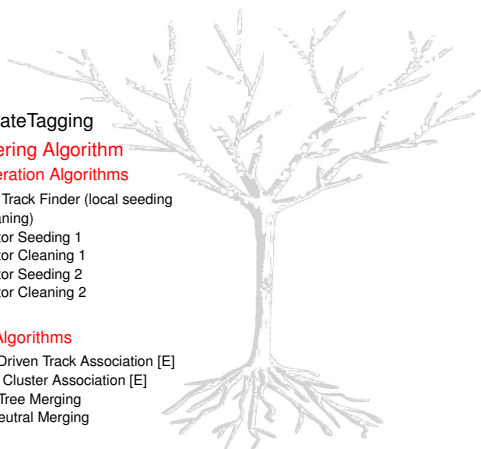 ateTagging
ering Algorithm
eration Algorithms
Track Finder (local seeding
aning)
tor Seeding 1
tor Cleaning 1
tor Seeding 2
tor Cleaning 2
Algorithms
Driven Track Association [E]
Cluster Association [E]
Tree Merging
eutral Merging